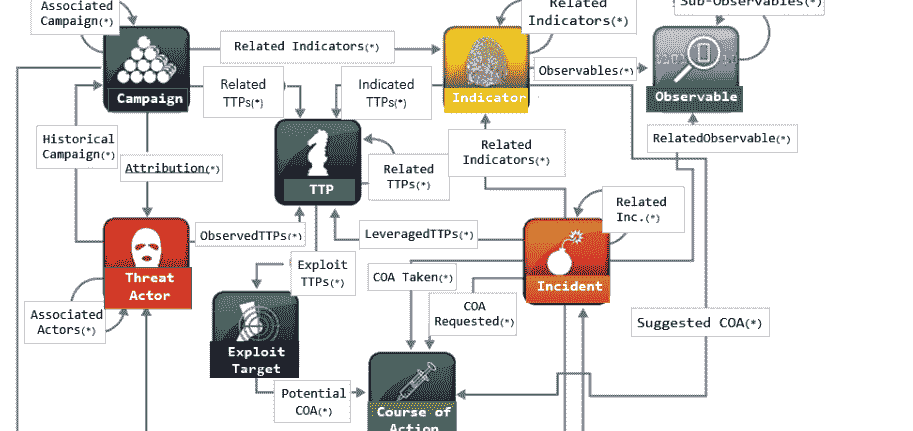 Associated
Campaign(*)
Related
Indicators(*)
Sub-Observables(*)
Related Indicators(*)
Campaign
Related
TTPs(*)
Indicated
TTPs(*)
Indicator
Observables(*)
Observable
Historical
Campaign(*)
Attribution(*)
TTP
Related
TTPs(*)
Related
Indicators(*)
RelatedObservable(*)
Related
Inc.(*)
ObservedTTPs(*)
LeveragedTTPs(*)
Threat
Actor
Exploit
TTPs(*)
COA Taken(*)
Incident
COA
Requested(*)
Associated
Actors(*)
Suggested COA(*)
Exploit
Target
Potential
COA(*)
Course of
Action